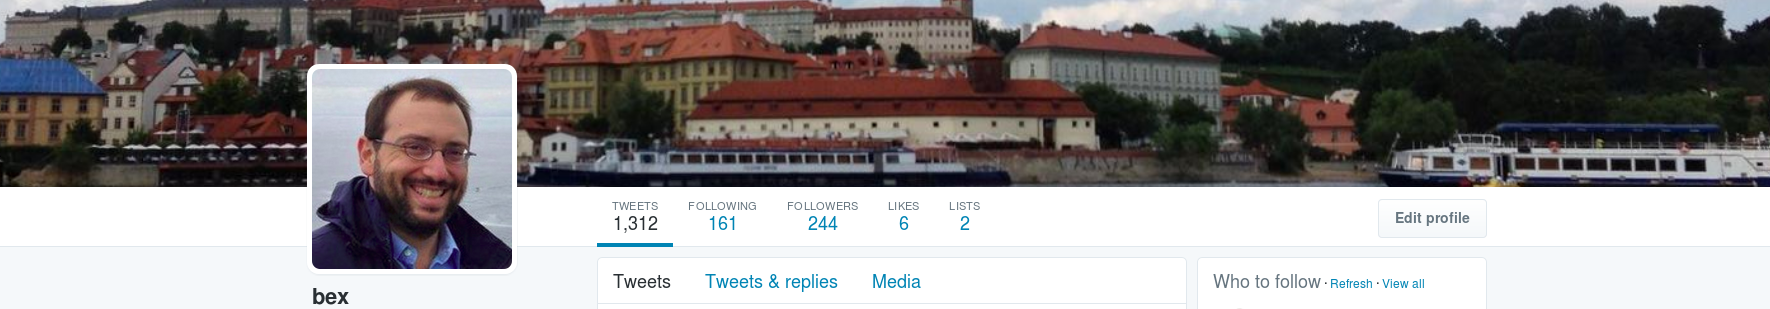 TWEETS FOLLOWING FOLLOWERS LIKES LISTS
1,312 161 244 6 2
Edit profile
Tweets Tweets & replies Media
Who to follow · Refresh · View all
bex